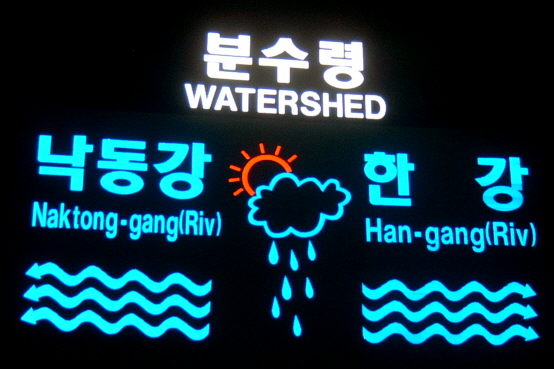 분수령
WATERSHED
낙동강
Naktong-gang(Riv)
한 강
Han-gang(Riv)